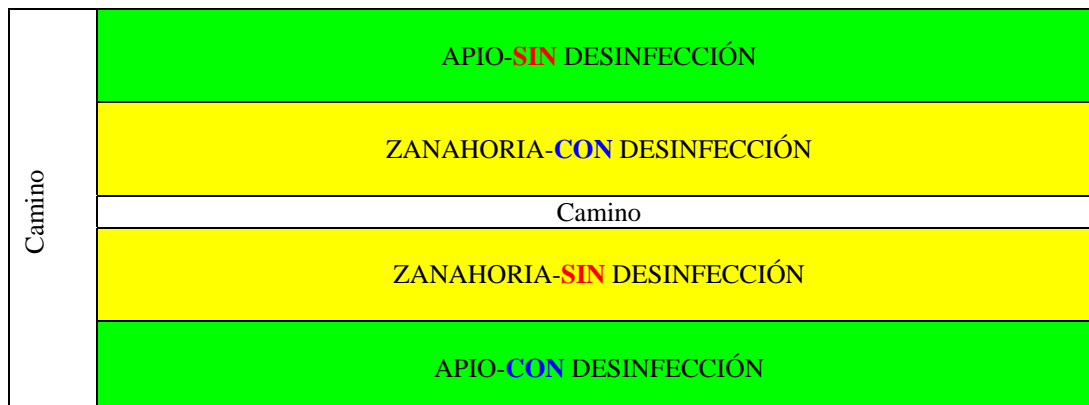 Camino
APIO-SIN DESINFECCIÓN
ZANAHORIA-CON DESINFECCIÓN
Camino
ZANAHORIA-SIN DESINFECCIÓN
APIO-CON DESINFECCIÓN